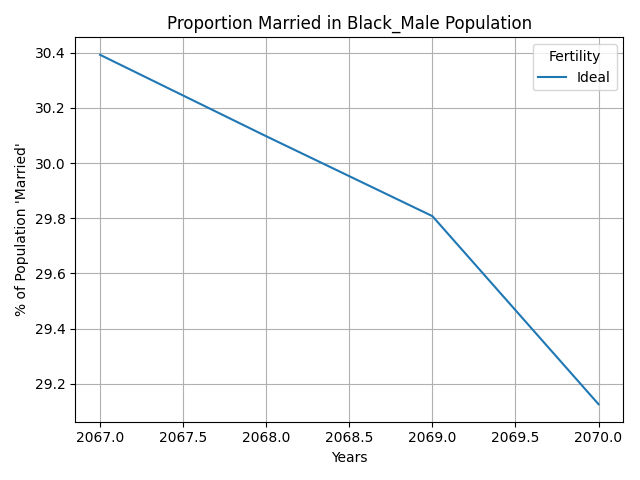 Proportion Married in Black_Male Population
Fertility
Ideal
% of Population 'Married'
30.4
30.2
30.0
29.8
29.6
29.4
29.2
2067.0 2067.5 2068.0 2068.5 2069.0 2069.5 2070.0
Years